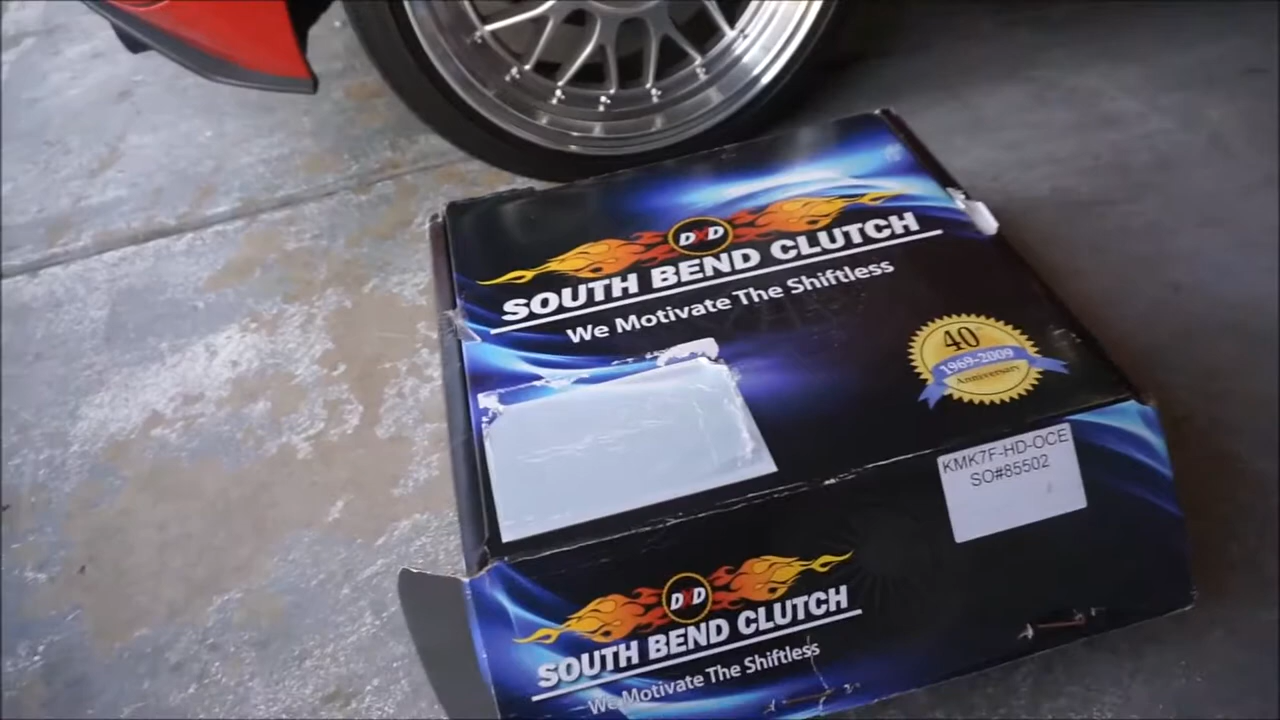 DXD
SOUTH BEND CLUTCH
We Motivate The Shiftless
40
1969-2009
Anniversary
KMK7F-HD-OCE
SO#85502
DXD
SOUTH BEND CLUTCH
We Motivate The Shiftless